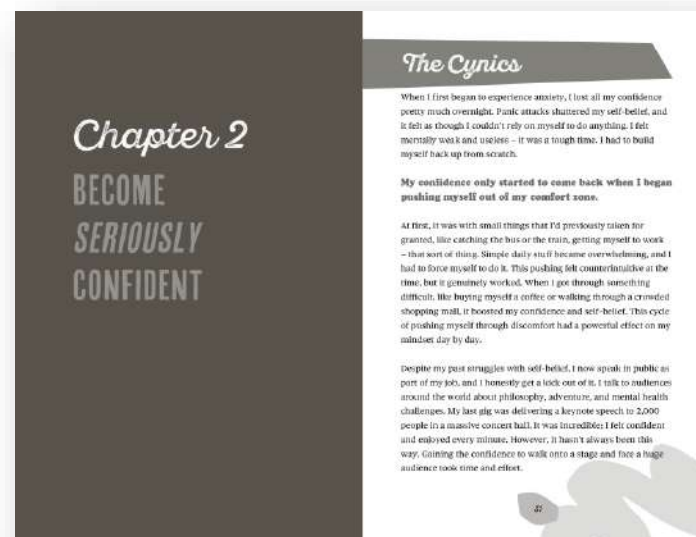 Chapter 2
BECOME
SERIOUSLY
CONFIDENT
The Cynics
When I first began to experience anxiety, I lost all my confidence
pretty much overnight. Panic attacks shattered my self-belief, and
it felt as though I couldn't rely on myself to do anything. I felt
mentally weak and useless – it was a tough time. I had to build
myself back up from scratch.
My confidence only started to come back when I began
pushing myself out of my comfort zone.
At first, it was with small things that I'd previously taken for
granted, like catching the bus or the train, getting myself to work
– that sort of thing. Simple daily stuff became overwhelming, and I
had to force myself to do it. This pushing felt counterintuitive at the
time, but it genuinely worked. When I got through something
difficult, like buying myself a coffee or walking through a crowded
shopping mall, it boosted my confidence and self-belief. This cycle
of pushing myself through discomfort had a powerful effect on my
mindset day by day.
Despite my past struggles with self-belief, I now speak in public as
part of my job, and I honestly get a kick out of it. I talk to audiences
around the world about philosophy, adventure, and mental health
challenges. My last gig was delivering a keynote speech to 2,000
people in a massive concert hall. It was incredible; I felt confident
and enjoyed every minute. However, it hasn't always been this
way. Gaining the confidence to walk onto a stage and face a huge
audience took time and effort.